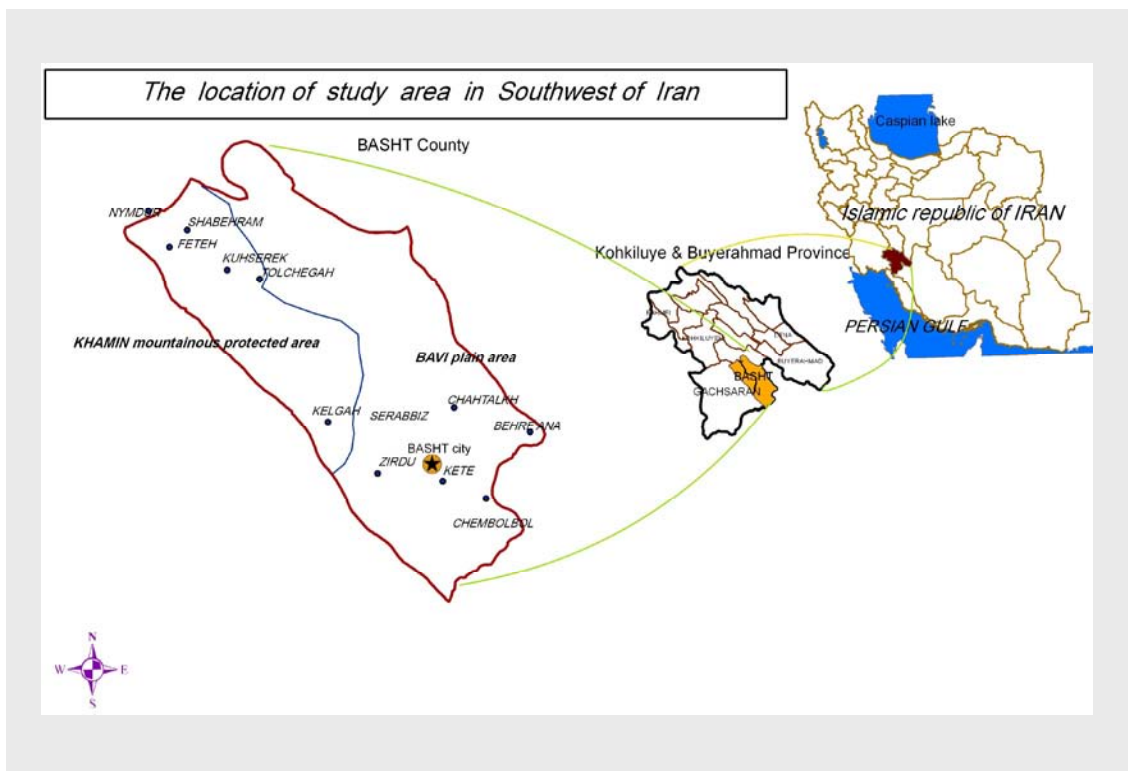 The location of study area in Southwest of Iran
BASHT County
Caspian lake
Islamic republic of IRAN
Kohkiluye & Buyerahmad Province
PERSIAN GULF
NYMDUR
SHABEHRAM
FETEH
KUHSEREK
TOLCHEGAH
KHAMIN mountainous protected area
BAVI plain area
BUYERAHMAD
BASHT
GACHSARAN
KELGAH
SERABBIZ
CHAHTALKH
BEHRE ANA
BASHT city
ZIRDU
KETE
CHEMBOLBOL
N
W
E
S